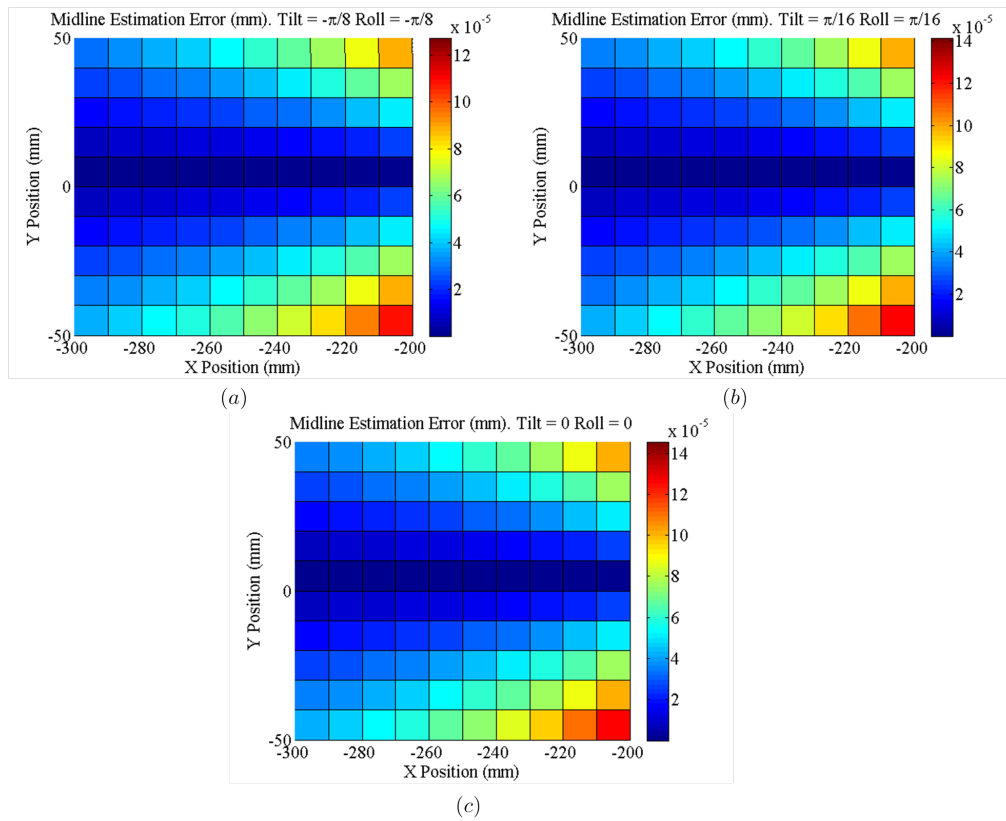 Midline Estimation Error (mm). Tilt = -π/8 Roll = -π/8
x 10^-5
12
10
8
6
4
2
50
0
-50
Y Position (mm)
-300 -280 -260 -240 -220 -200
X Position (mm)
(a)
Midline Estimation Error (mm). Tilt = π/16 Roll = π/16
x 10^-5
14
12
10
8
6
4
2
50
0
-50
Y Position (mm)
-300 -280 -260 -240 -220 -200
X Position (mm)
(b)
Midline Estimation Error (mm). Tilt = 0 Roll = 0
x 10^-5
14
12
10
8
6
4
2
50
0
-50
Y Position (mm)
-300 -280 -260 -240 -220 -200
X Position (mm)
(c)